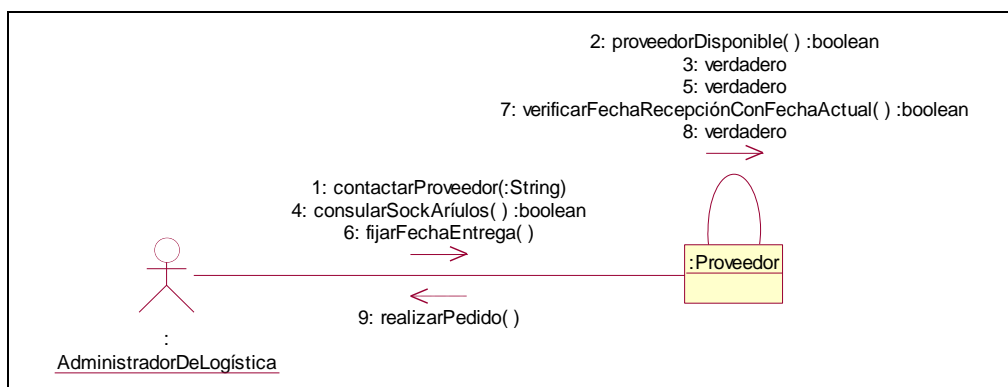 2: proveedorDisponible( ) :boolean
3: verdadero
5: verdadero
7: verificarFechaRecepciónConFechaActual( ) :boolean
8: verdadero
1: contactarProveedor(:String)
4: consularSockAríulos( ) :boolean
6: fijarFechaEntrega( )
:Proveedor
9: realizarPedido( )
:
AdministradorDeLogística